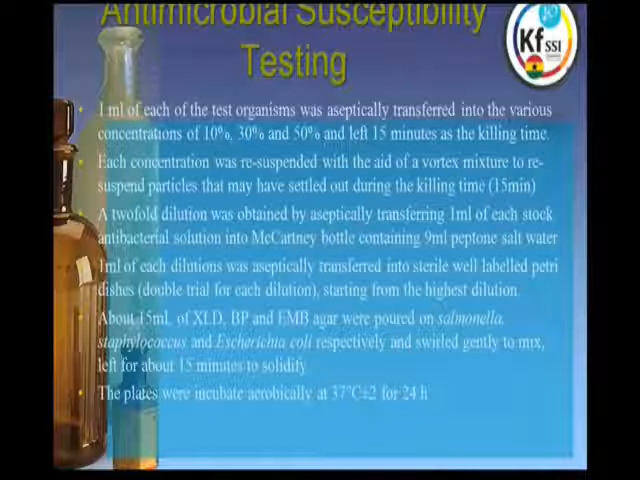 Antimicrobial Susceptibility
Testing
Kf SSI
1 ml of each of the test organisms was aseptically transferred into the various
concentrations of 10%, 30% and 50% and left 15 minutes as the killing time.
Each concentration was re-suspended with the aid of a vortex mixture to re-
suspend particles that may have settled out during the killing time (15min)
A twofold dilution was obtained by aseptically transferring 1ml of each stock
antibacterial solution into McCartney bottle containing 9ml peptone salt water
1ml of each dilutions was aseptically transferred into sterile well labelled petri
dishes (double trial for each dilution), starting from the highest dilution.
About 15mL of XLD, BP and EMB agar were poured on salmonella,
staphylococcus and Escherichia coli respectively and swirled gently to mix,
left for about 15 minutes to solidify
The plates were incubate aerobically at 37°C±2 for 24 h